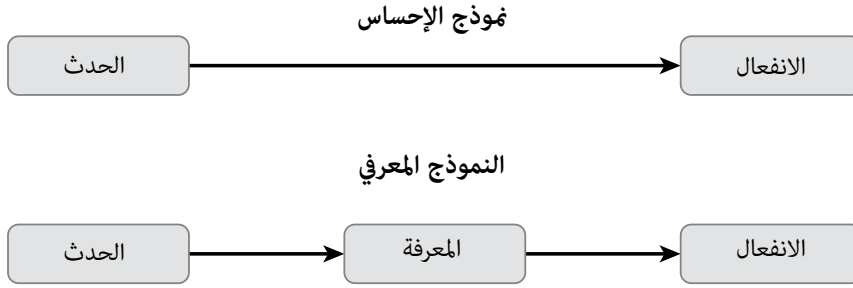 نموذج الإحساس
الحدث
الانفعال
النموذج المعرفي
الحدث
المعرفة
الانفعال